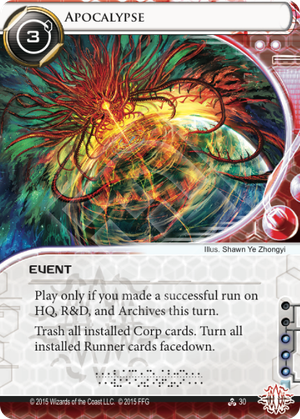 3
APOCALYPSE
Illus. Shawn Ye Zhongyi
EVENT
Play only if you made a successful run on
HQ, R&D, and Archives this turn.
Trash all installed Corp cards. Turn all
installed Runner cards facedown.
© 2015 Wizards of the Coast LLC. © 2015 FFG
30